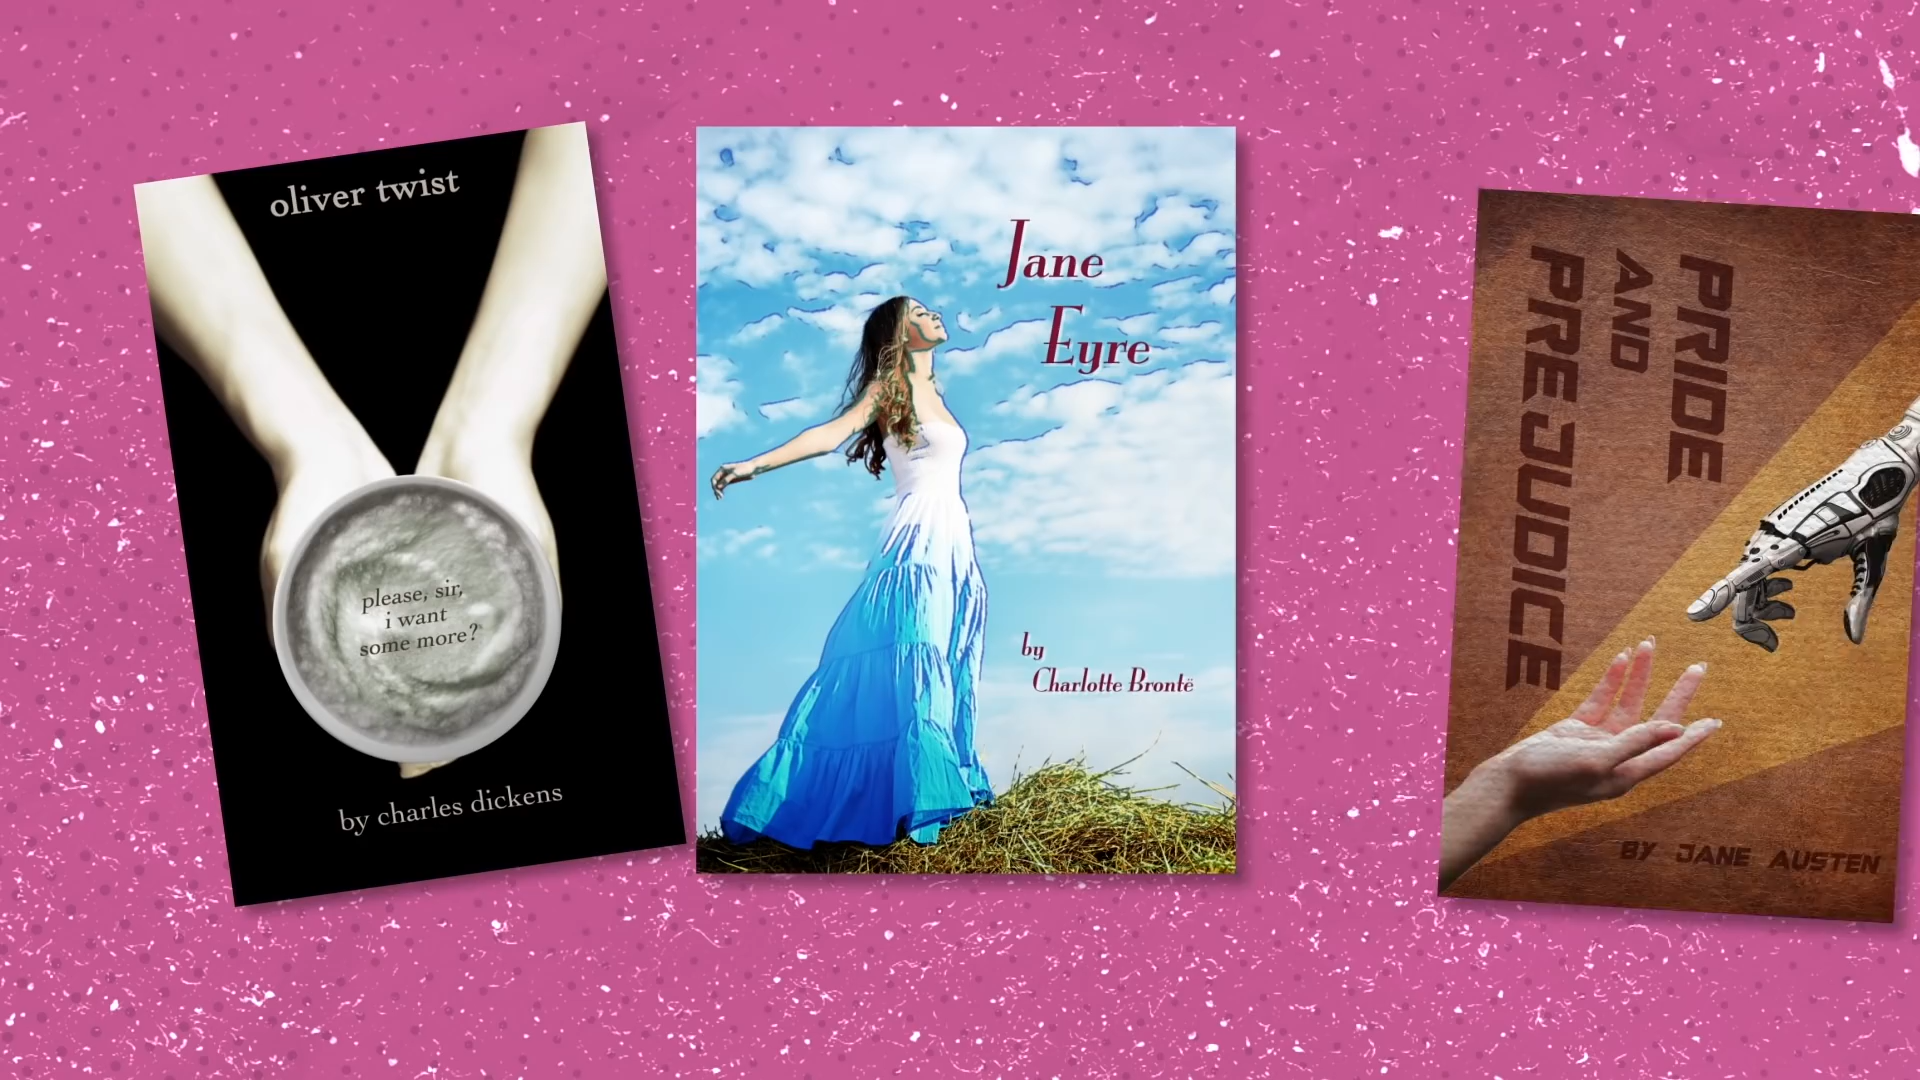 oliver twist
please, sir,
i want
some more?
by charles dickens
Jane
Eyre
by
Charlotte Brontë
PRIDE
AND
PREJUDICE
BY JANE AUSTEN